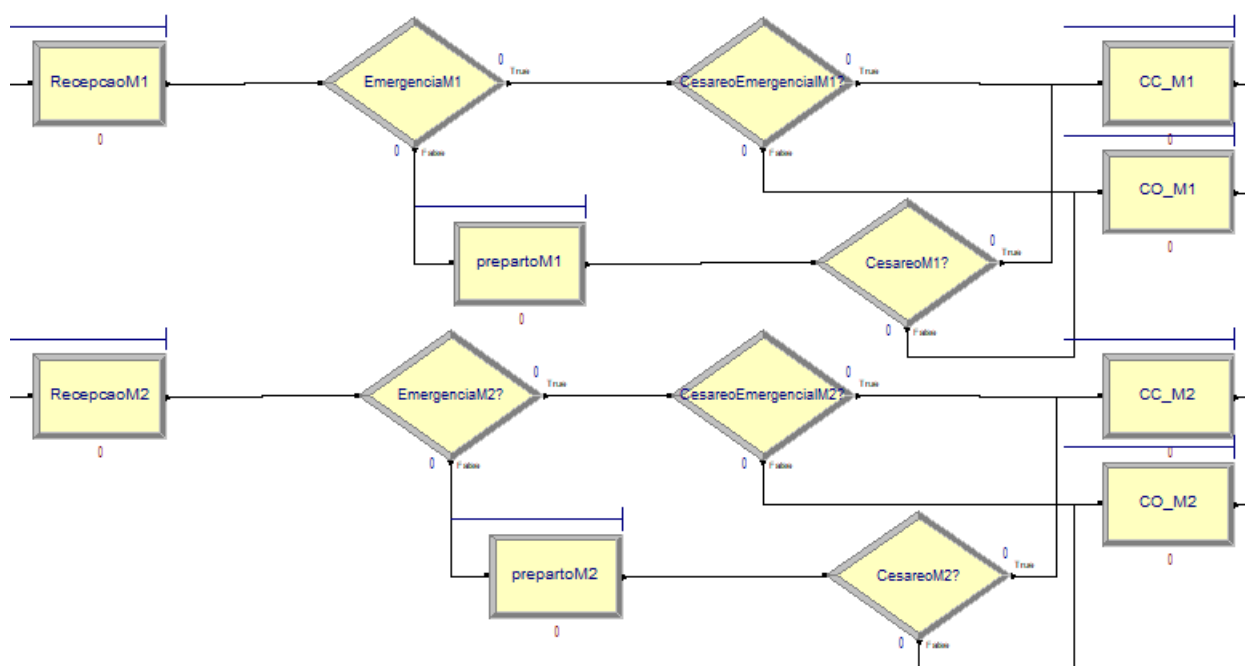 0
True
0
True
RecepcaoM1
EmergenciaM1
CesareoEmergencialM1?
CC_M1
0
0
False
0
False
0
CO_M1
0
True
0
prepartoM1
CesareoM1?
0
0
False
0
True
0
True
RecepcaoM2
EmergenciaM2?
CesareoEmergencialM2?
CC_M2
0
0
False
0
False
0
CO_M2
0
True
0
prepartoM2
CesareoM2?
0
0
False